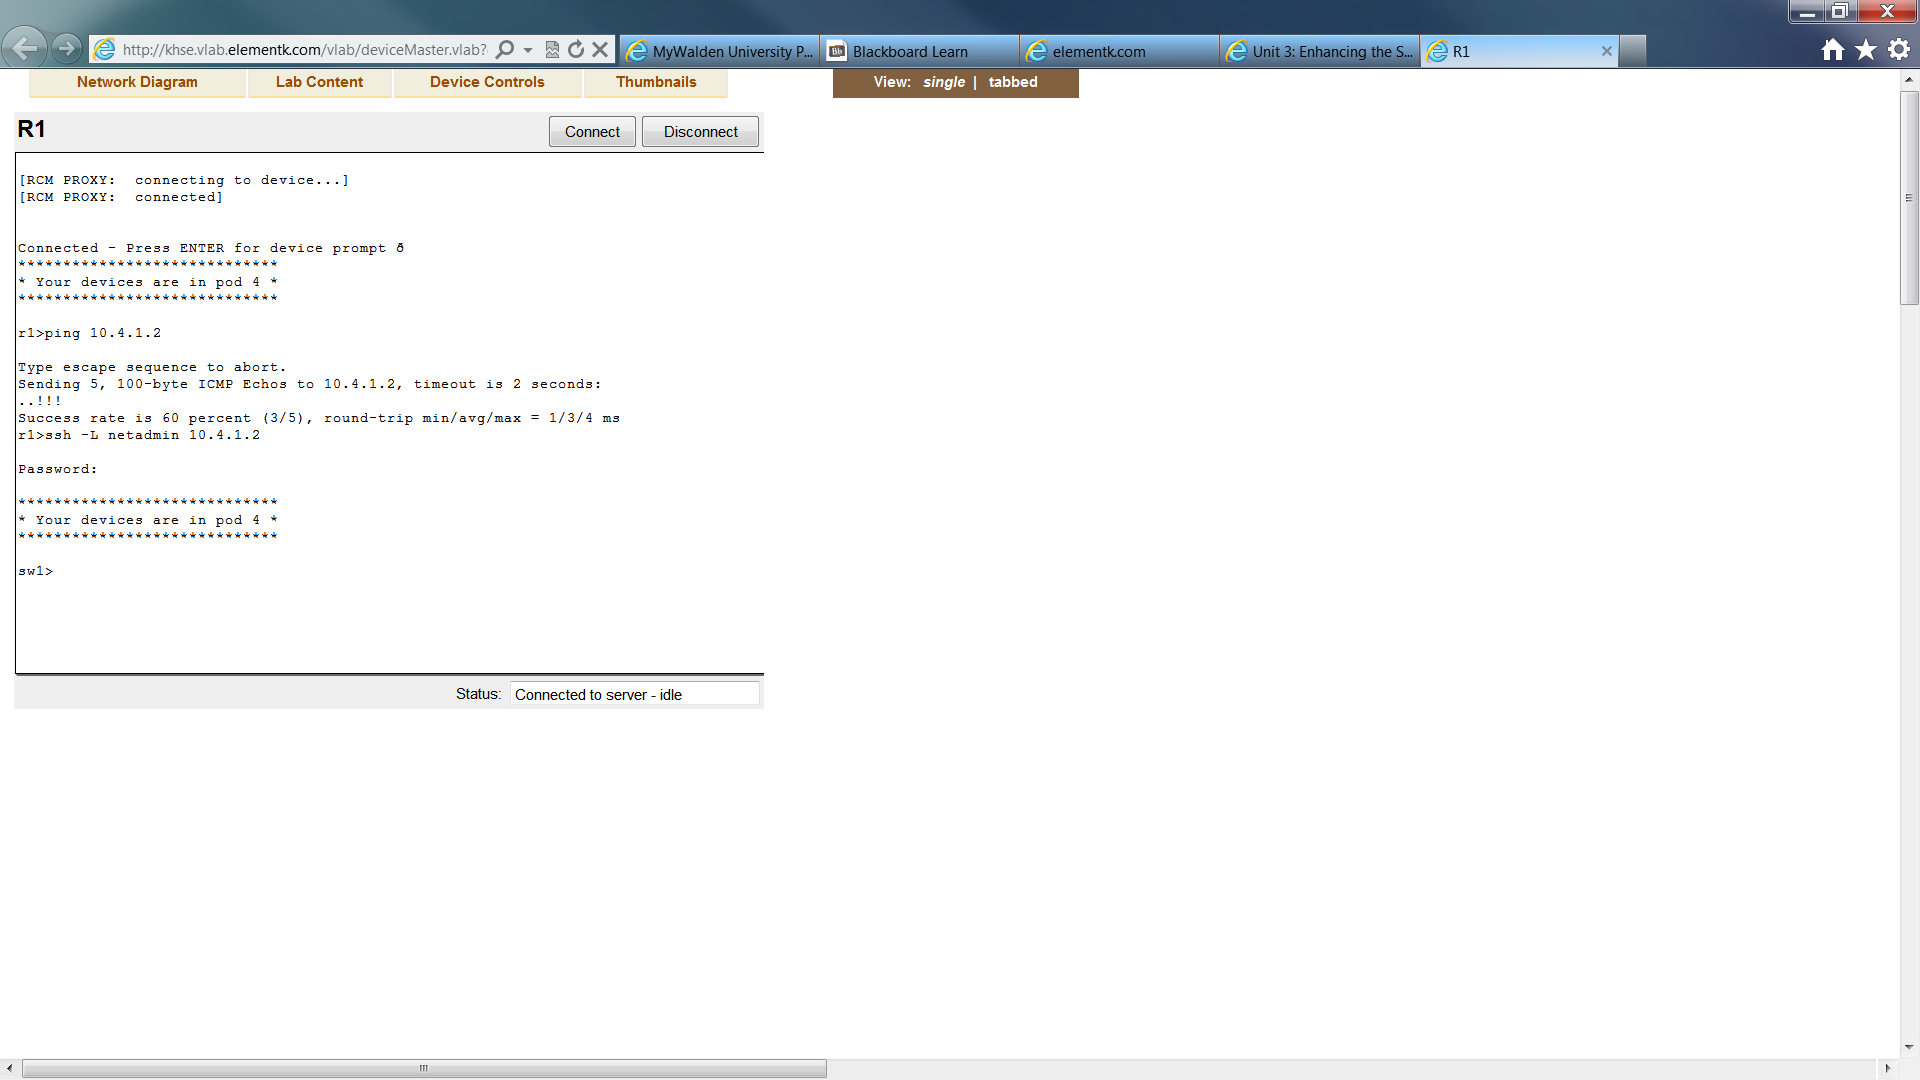 http://khse.vlab.elementk.com/vlab/deviceMaster.vlab?
MyWalden University P...
Bb Blackboard Learn
elementk.com
Unit 3: Enhancing the S...
R1
Network Diagram
Lab Content
Device Controls
Thumbnails
View: single | tabbed
R1
Connect
Disconnect
[RCM PROXY:  connecting to device...]
[RCM PROXY:  connected]
Connected - Press ENTER for device prompt ð
*****************************
* Your devices are in pod 4 *
*****************************
r1>ping 10.4.1.2
Type escape sequence to abort.
Sending 5, 100-byte ICMP Echos to 10.4.1.2, timeout is 2 seconds:
..!!!
Success rate is 60 percent (3/5), round-trip min/avg/max = 1/3/4 ms
r1>ssh -L netadmin 10.4.1.2
Password:
*****************************
* Your devices are in pod 4 *
*****************************
sw1>
Status: Connected to server - idle